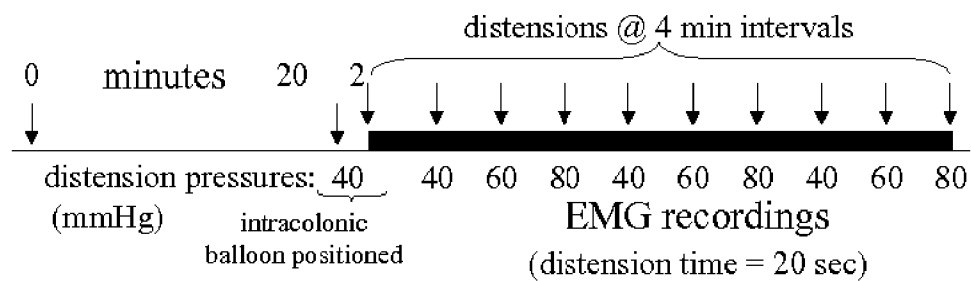 distensions @ 4 min intervals
0 minutes 20 2
distension pressures: 40 40 60 80 40 60 80 40 60 80
(mmHg)
intracolonic
balloon positioned
EMG recordings
(distension time = 20 sec)